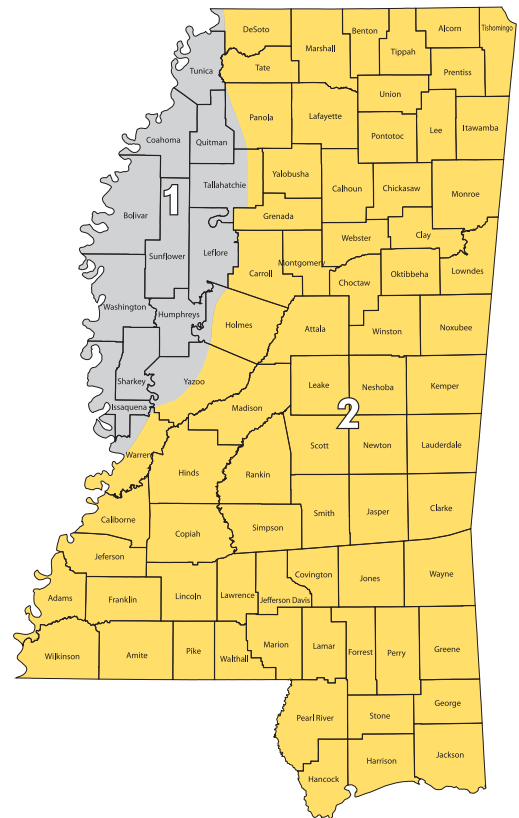 DeSoto
Marshall
Benton
Tippah
Alcorn
Tishomingo
Tunica
Tate
Prentiss
Union
Panola
Lafayette
Coahoma
Quitman
Pontotoc
Lee
Itawamba
Yalobusha
Tallahatchie
Calhoun
Chickasaw
Monroe
1
Bolivar
Grenada
Webster
Clay
Sunflower
Leflore
Carroll
Montgomery
Choctaw
Oktibbeha
Lowndes
Washington
Humphreys
Holmes
Attala
Winston
Noxubee
Sharkey
Yazoo
Leake
Neshoba
Kemper
Issaquena
Madison
2
Warren
Scott
Newton
Lauderdale
Hinds
Rankin
Caliborne
Copiah
Simpson
Smith
Jasper
Clarke
Jeferson
Covington
Jones
Wayne
Adams
Franklin
Lincoln
Lawrence
Jefferson Davis
Wilkinson
Amite
Pike
Walthall
Marion
Lamar
Forrest
Perry
Greene
Pearl River
Stone
George
Hancock
Harrison
Jackson